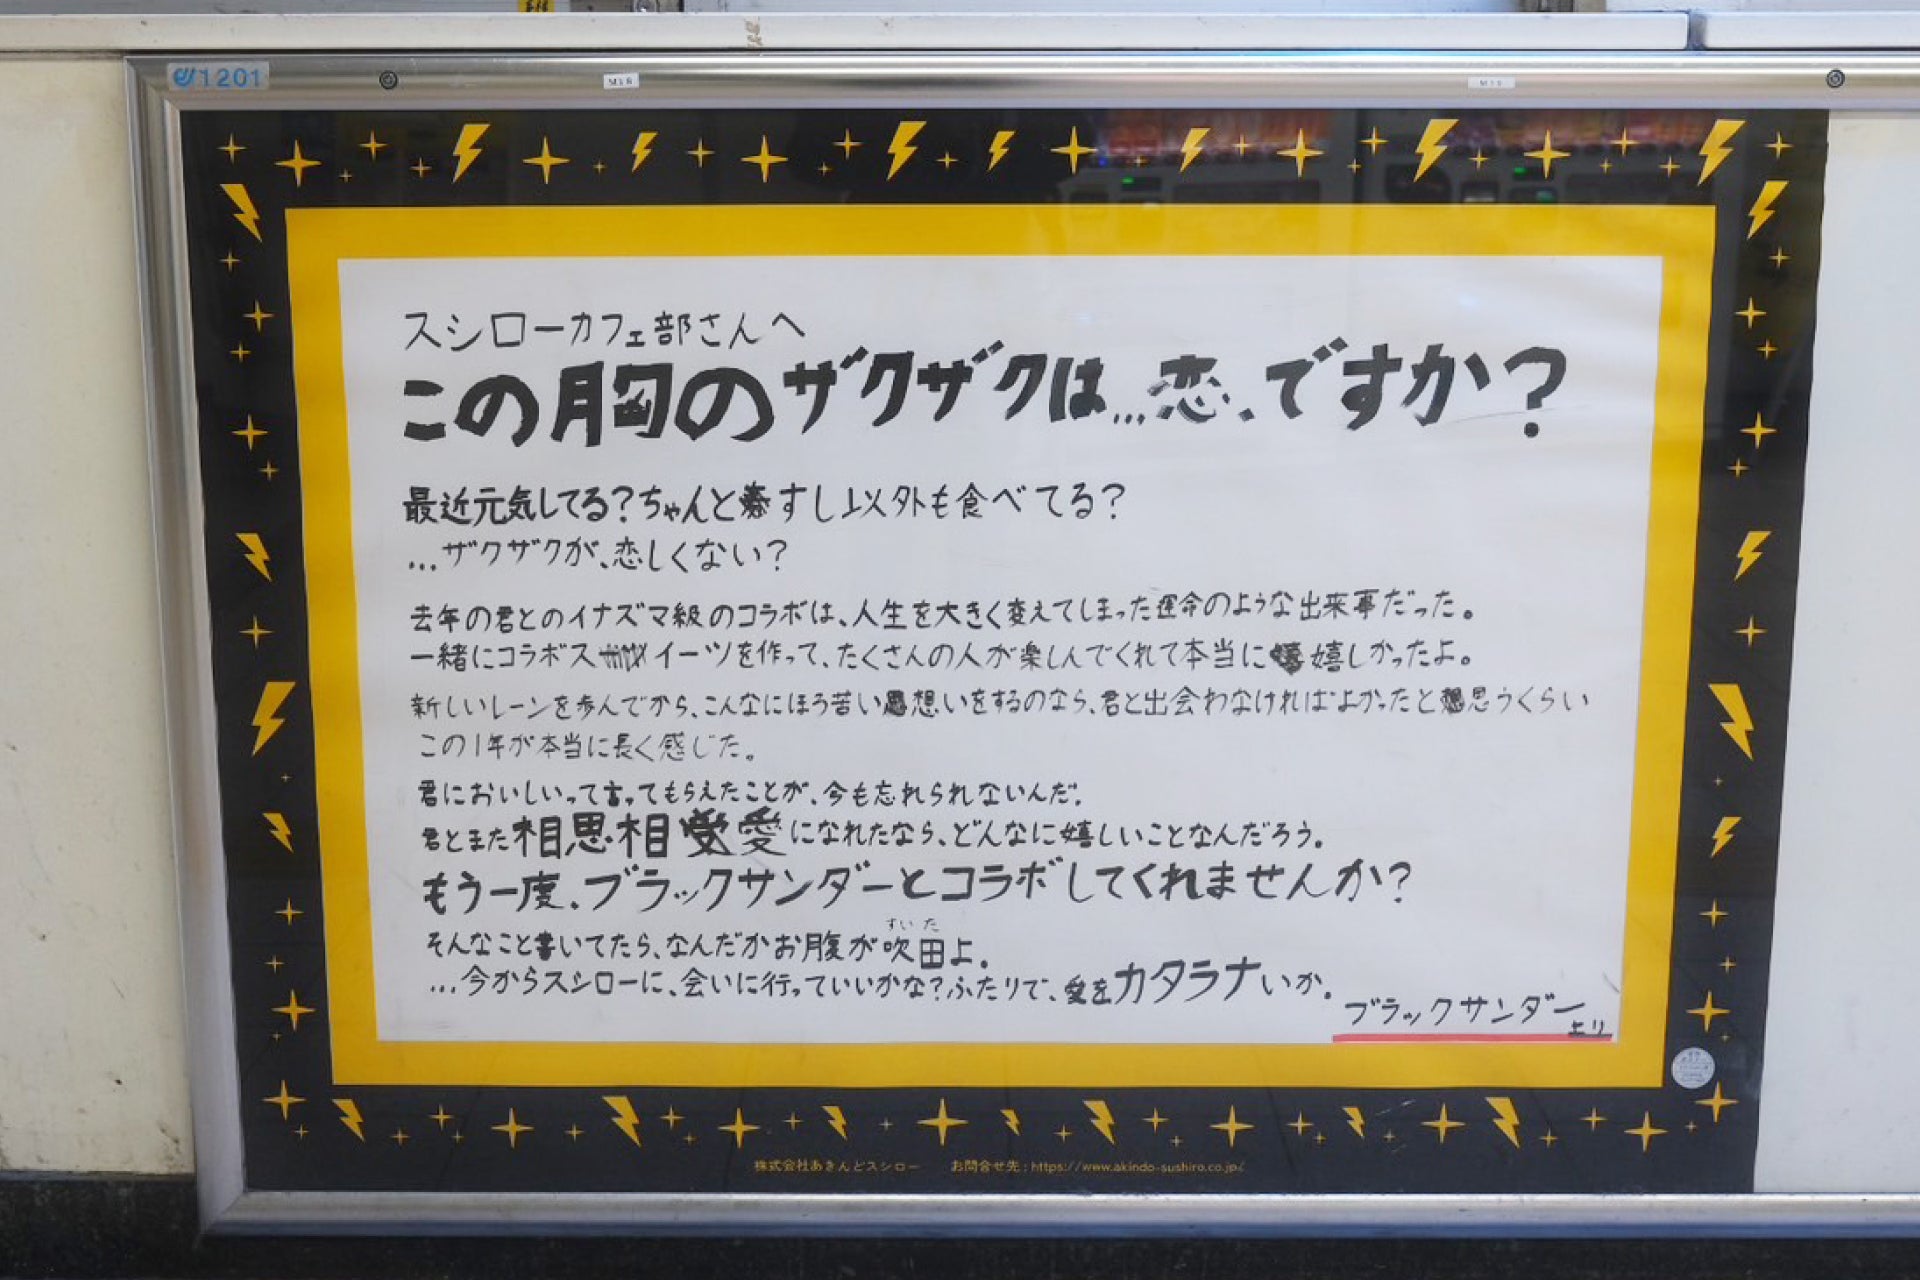 1201
スシローカフェ部さんへ
この胸のザクザクは…恋、ですか?
最近元気してる?ちゃんとすし以外も食べてる?
…ザクザクが、恋しくない?
去年の君とのイナズマ級のコラボは、人生を大きく変えてしまった運命のような出来事だった。
一緒にコラボスイーツを作って、たくさんの人が楽しんでくれて本当に嬉しかったよ。
新しいレーンを歩んでから、こんなにほろ苦い想いをするのなら、君と出会わなければよかったと思うくらい
この1年が本当に長く感じた。
君においしいって言ってもらえたことが、今も忘れられないんだ。
君とまた相思相愛になれたなら、どんなに嬉しいことなんだろう。
もう一度、ブラックサンダーとコラボしてくれませんか?
すいた
そんなこと書いてたら、なんだかお腹が吹田よ。
…今からスシローに、会いに行っていいかな?ふたりで、愛をカタラナいか。
ブラックサンダー
より
株式会社あきんどスシロー お問合せ先:https://www.akindo-sushiro.co.jp/